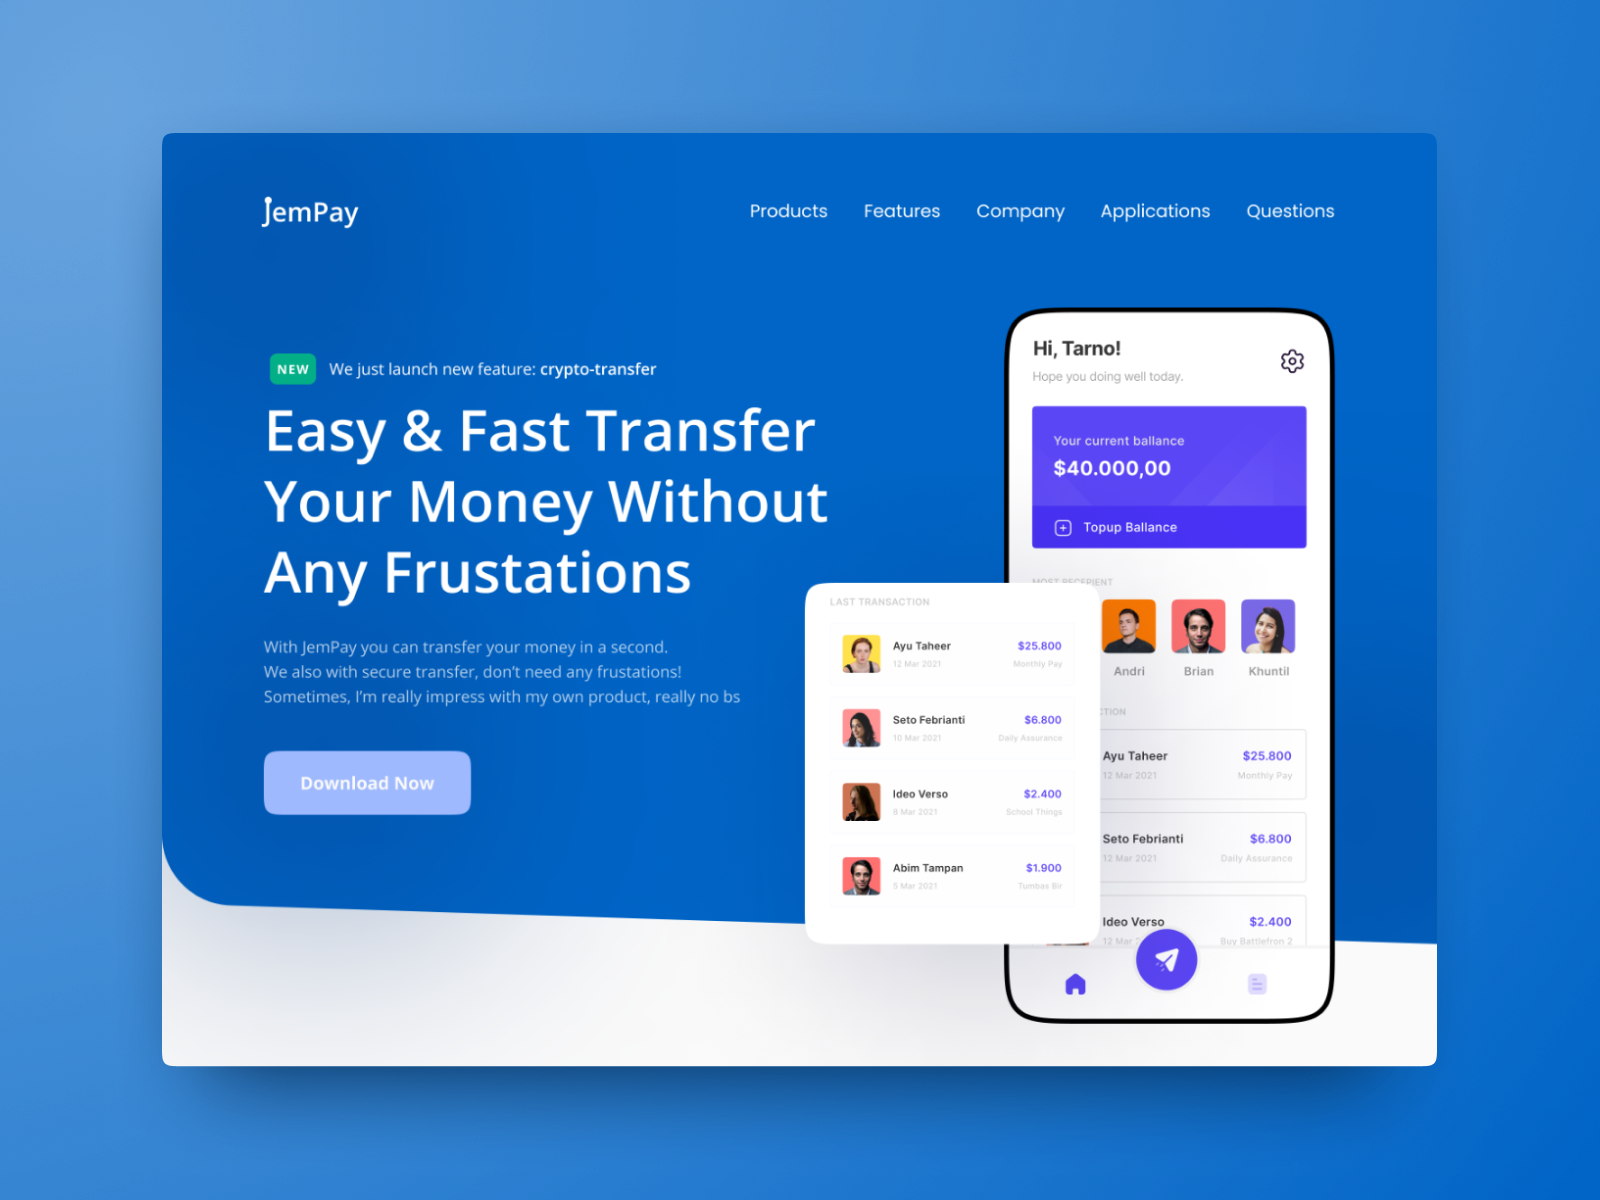 JemPay
Products Features Company Applications Questions
NEW We just launch new feature: crypto-transfer
Easy & Fast Transfer
Your Money Without
Any Frustations
With JemPay you can transfer your money in a second.
We also with secure transfer, don't need any frustations!
Sometimes, I'm really impress with my own product, really no bs
Download Now
LAST TRANSACTION
Ayu Taheer $25.800
12 Mar 2021 Monthly Pay
Seto Febrianti $6.800
10 Mar 2021 Daily Assurance
Ideo Verso $2.400
8 Mar 2021 School Things
Abim Tampan $1.900
5 Mar 2021 Tumbas Bir
Hi, Tarno!
Hope you doing well today.
Your current ballance
$40.000,00
Topup Ballance
MOST RECEPIENT
Andri Brian Khuntil
CTION
Ayu Taheer $25.800
12 Mar 2021 Monthly Pay
Seto Febrianti $6.800
12 Mar 2021 Daily Assurance
Ideo Verso $2.400
12 Mar 2 Buy Battlefron 2